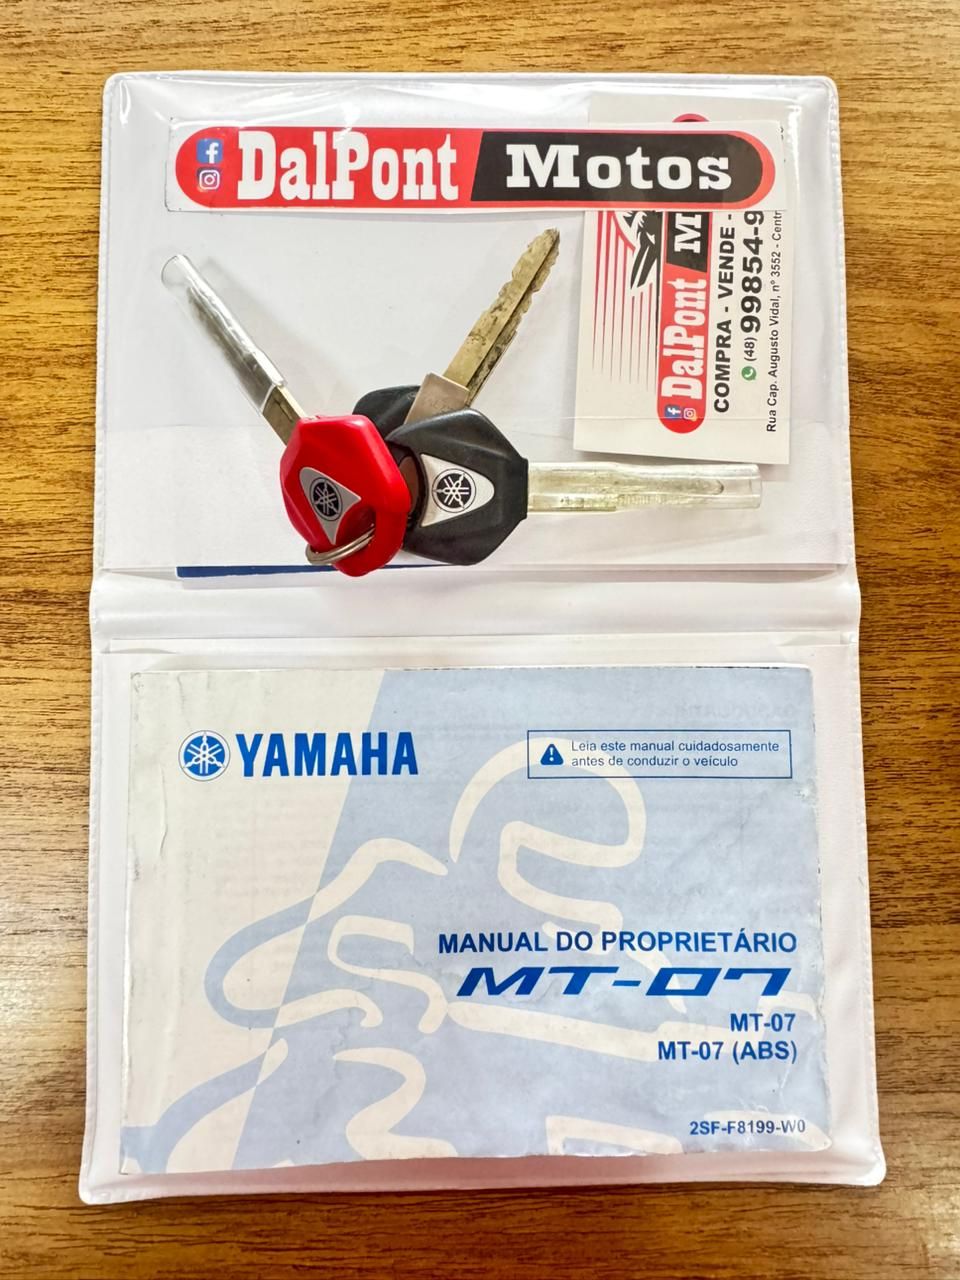 DalPont Motos
DalPont M
COMPRA - VENDE -
(48) 99854-9
Rua Cap. Augusto Vidal, nº 3552 - Centr
YAMAHA
Leia este manual cuidadosamente
antes de conduzir o veículo
MANUAL DO PROPRIETÁRIO
MT-07
MT-07
MT-07 (ABS)
2SF-F8199-W0